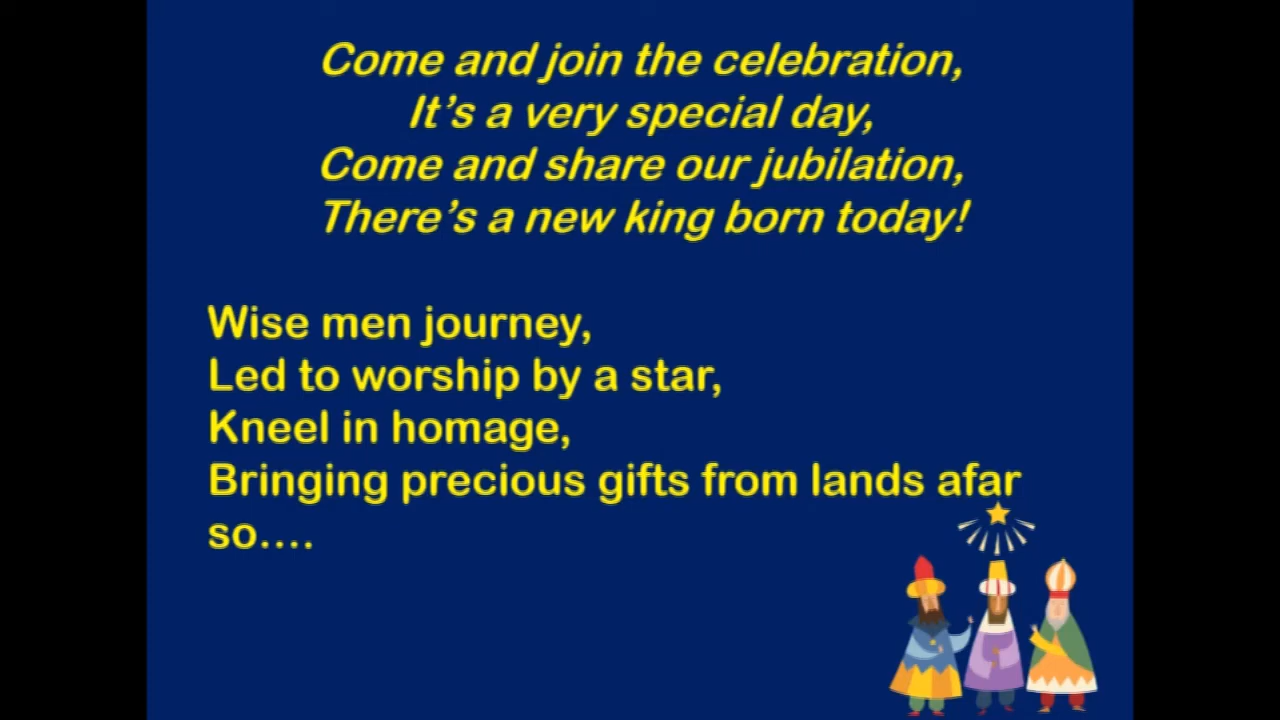 Come and join the celebration,
It’s a very special day,
Come and share our jubilation,
There’s a new king born today!
Wise men journey,
Led to worship by a star,
Kneel in homage,
Bringing precious gifts from lands afar
so....